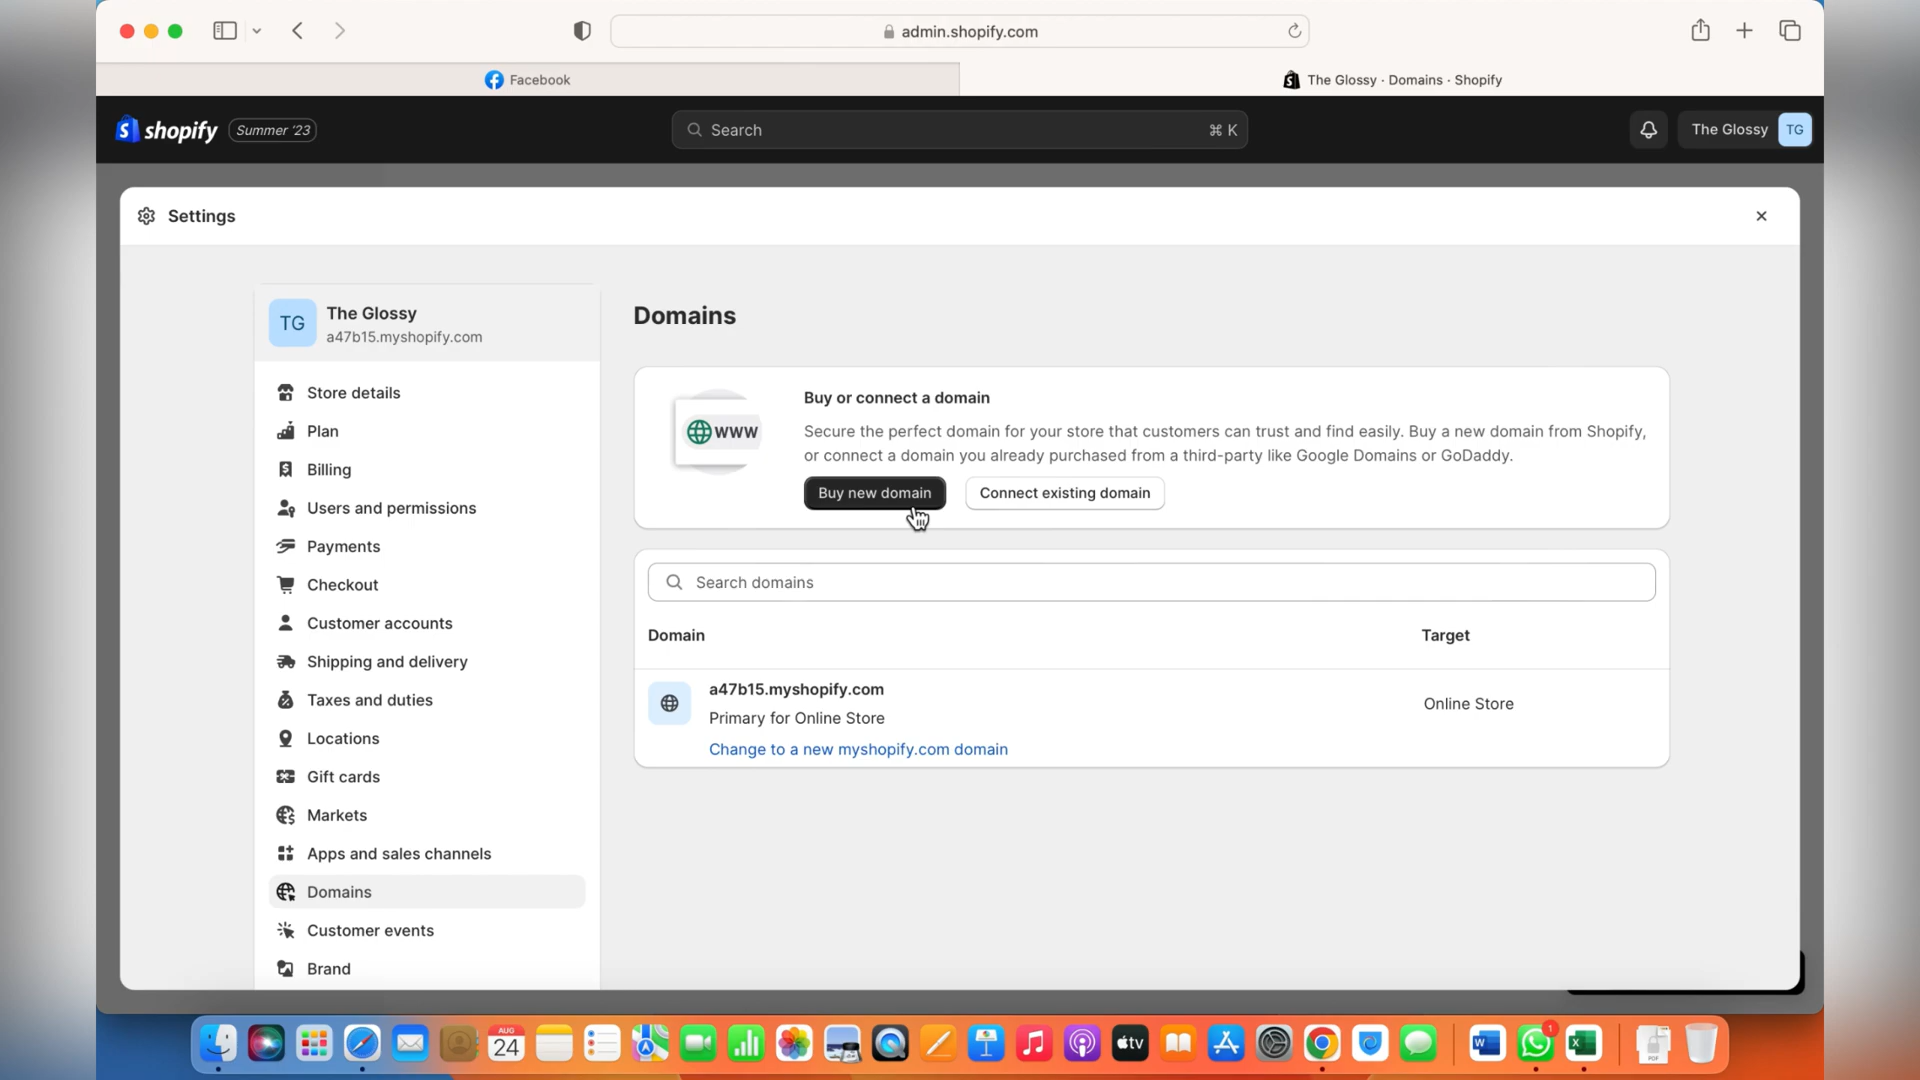 admin.shopify.com
Facebook
The Glossy · Domains · Shopify
shopify
Summer '23
Search
⌘ K
The Glossy
TG
Settings
TG
The Glossy
a47b15.myshopify.com
Store details
Plan
Billing
Users and permissions
Payments
Checkout
Customer accounts
Shipping and delivery
Taxes and duties
Locations
Gift cards
Markets
Apps and sales channels
Domains
Customer events
Brand
Domains
WWW
Buy or connect a domain
Secure the perfect domain for your store that customers can trust and find easily. Buy a new domain from Shopify,
or connect a domain you already purchased from a third-party like Google Domains or GoDaddy.
Buy new domain
Connect existing domain
Search domains
Domain
Target
a47b15.myshopify.com
Primary for Online Store
Change to a new myshopify.com domain
Online Store
AUG
24
tv
W
1
X
PDF